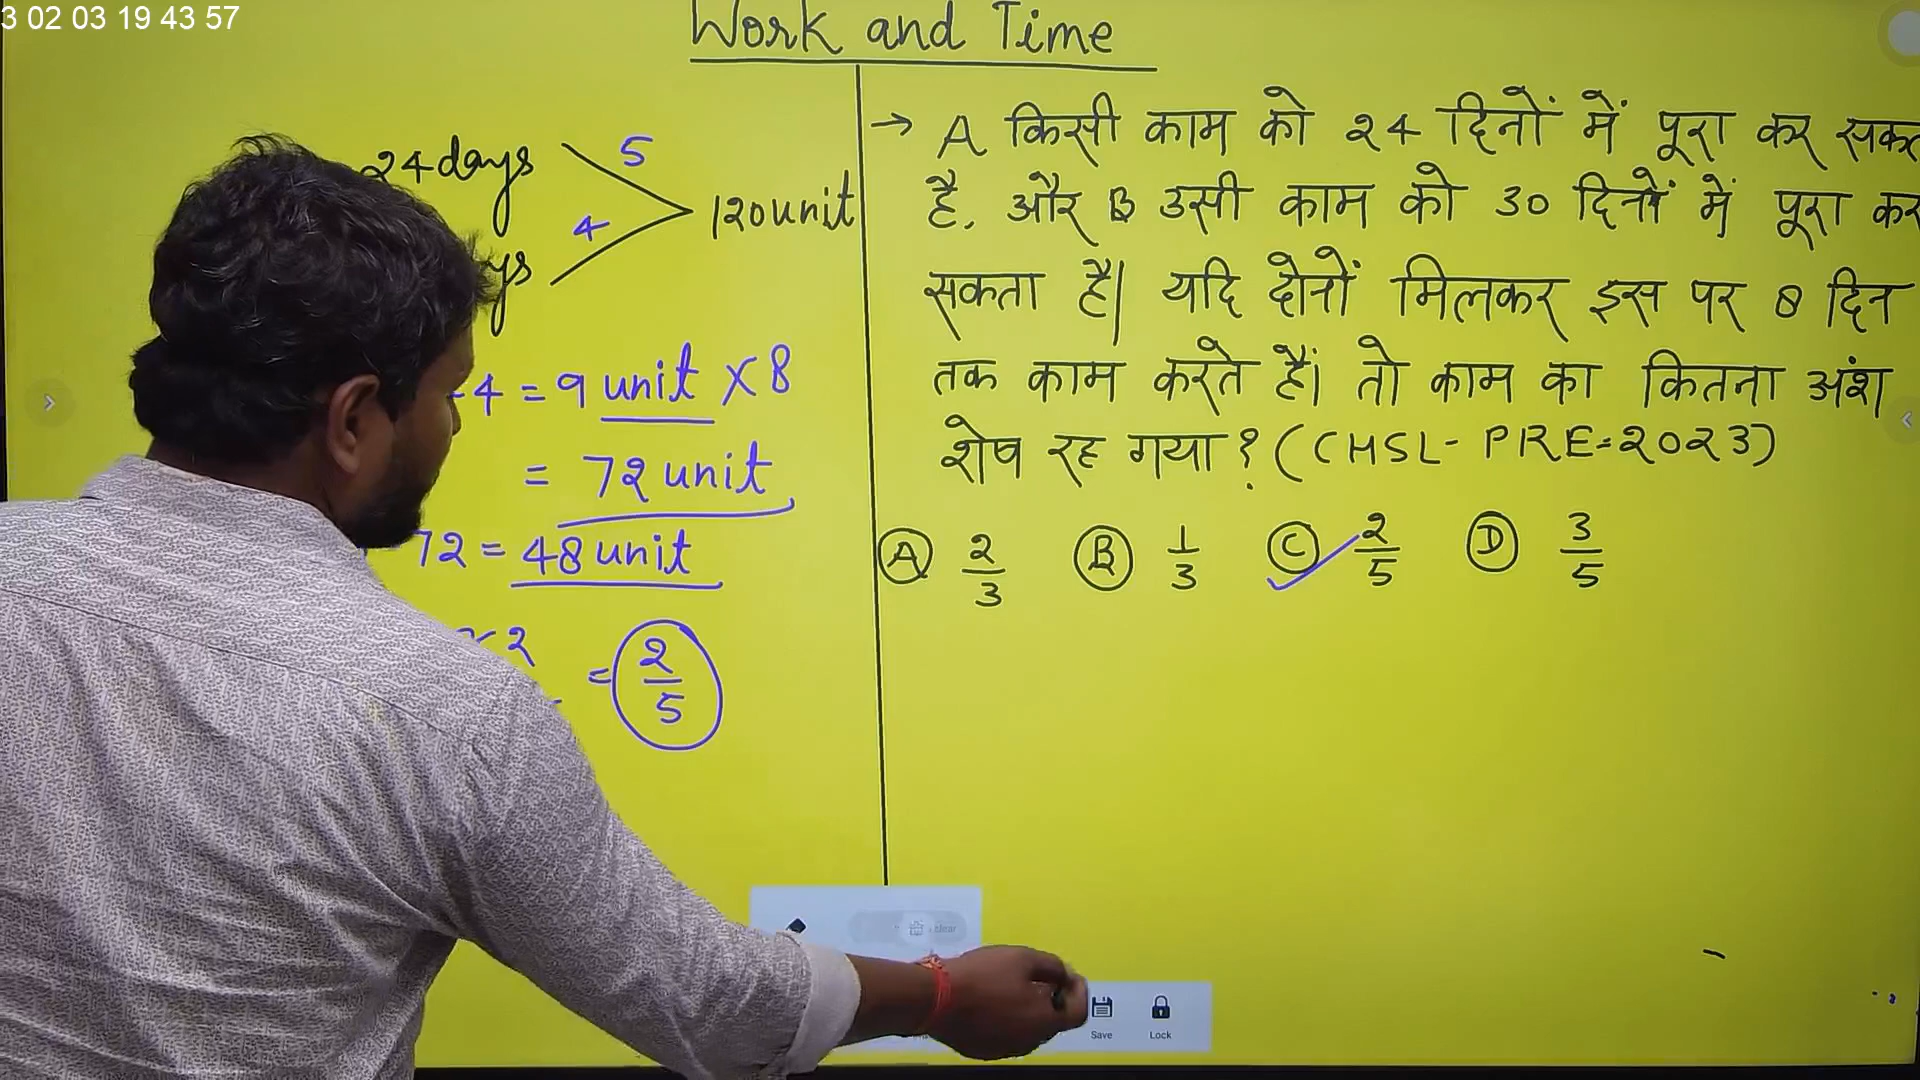 3 02 03 19 43 57
Work and Time
24 days 5
4 120 unit
4 = 9 unit × 8
= 72 unit
72 = 48 unit
2
= 2/5
→ A किसी काम को 24 दिनों में पूरा कर
है. और B उसी काम को 30 दिनों में पूरा कर
सकता है| यदि दोनों मिलकर इस पर 8 दिन
तक काम करते हैं। तो काम का कितना अंश
शेष रह गया? (CHSL- PRE-2023)
(A) 2/3 (B) 1/3 (C) 2/5 (D) 3/5
clear
Save Lock